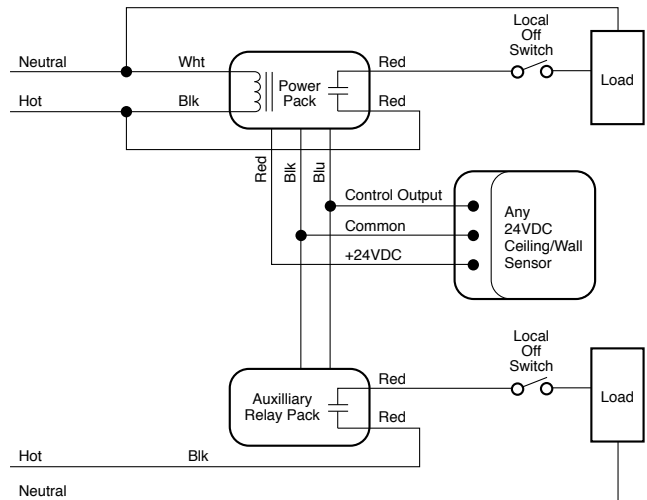 Neutral
Wht
Hot
Blk
Power
Pack
Red
Red
Local
Off
Switch
Load
Red
Blk
Blu
Control Output
Common
+24VDC
Any
24VDC
Ceiling/Wall
Sensor
Auxilliary
Relay Pack
Red
Red
Local
Off
Switch
Load
Hot
Blk
Neutral